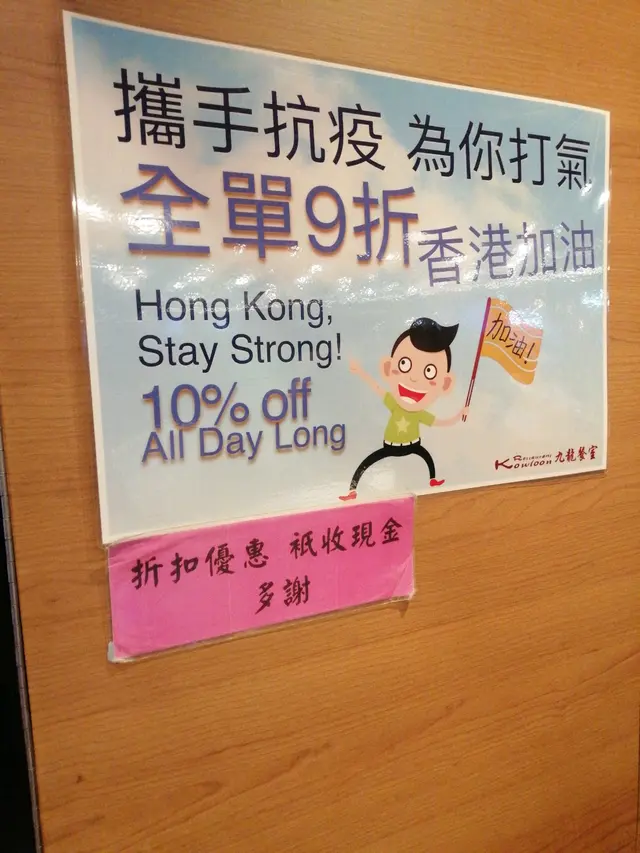 攜手抗疫 為你打氣
全單9折 香港加油
Hong Kong,
Stay Strong!
10% off
All Day Long
加油!
Restaurant
Kowloon 九龍餐室
折扣優惠 祇收現金
多謝